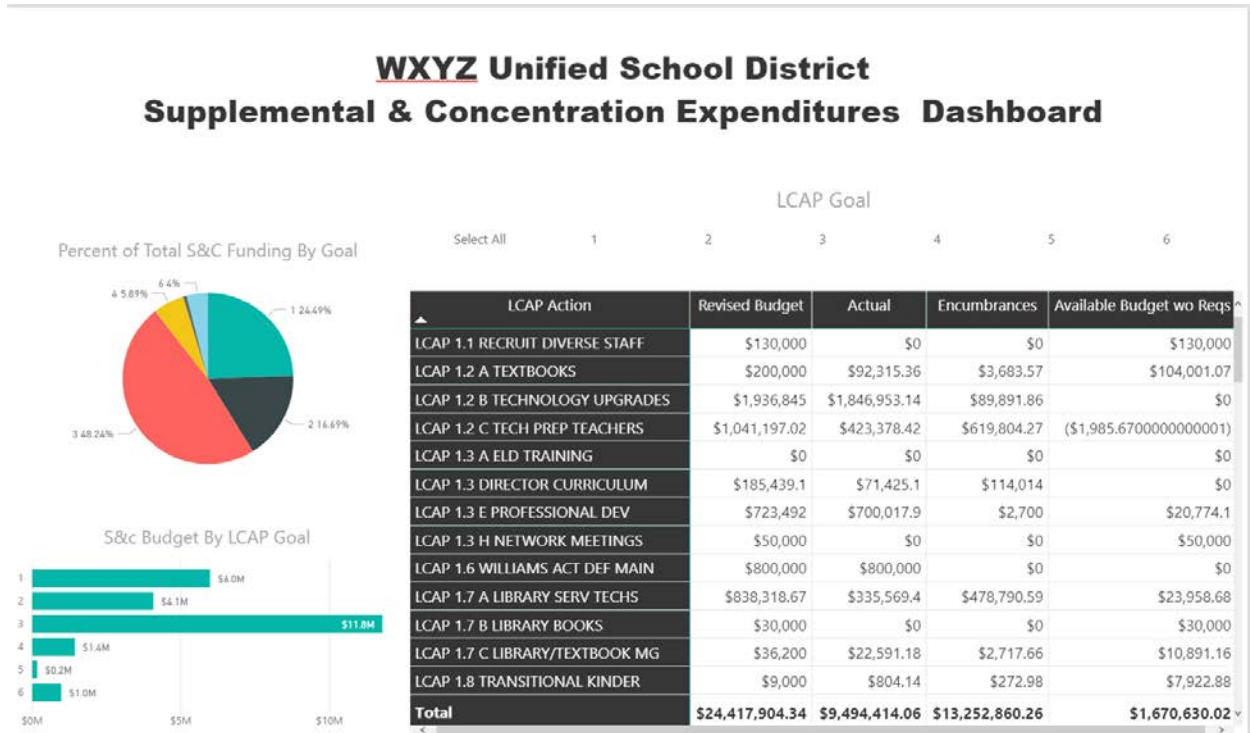 WXYZ Unified School District
Supplemental & Concentration Expenditures Dashboard
LCAP Goal
Select All 1 2 3 4 5 6
Percent of Total S&C Funding By Goal
6 4%
4 5.89%
1 24.49%
2 16.69%
3 48.24%
S&c Budget By LCAP Goal
1 $6.0M
2 $4.1M
3 $11.8M
4 $1.4M
5 $0.2M
6 $1.0M
$0M $5M $10M
LCAP Action Revised Budget Actual Encumbrances Available Budget wo Reqs
LCAP 1.1 RECRUIT DIVERSE STAFF $130,000 $0 $0 $130,000
LCAP 1.2 A TEXTBOOKS $200,000 $92,315.36 $3,683.57 $104,001.07
LCAP 1.2 B TECHNOLOGY UPGRADES $1,936,845 $1,846,953.14 $89,891.86 $0
LCAP 1.2 C TECH PREP TEACHERS $1,041,197.02 $423,378.42 $619,804.27 ($1,985.6700000000001)
LCAP 1.3 A ELD TRAINING $0 $0 $0 $0
LCAP 1.3 DIRECTOR CURRICULUM $185,439.1 $71,425.1 $114,014 $0
LCAP 1.3 E PROFESSIONAL DEV $723,492 $700,017.9 $2,700 $20,774.1
LCAP 1.3 H NETWORK MEETINGS $50,000 $0 $0 $50,000
LCAP 1.6 WILLIAMS ACT DEF MAIN $800,000 $800,000 $0 $0
LCAP 1.7 A LIBRARY SERV TECHS $838,318.67 $335,569.4 $478,790.59 $23,958.68
LCAP 1.7 B LIBRARY BOOKS $30,000 $0 $0 $30,000
LCAP 1.7 C LIBRARY/TEXTBOOK MG $36,200 $22,591.18 $2,717.66 $10,891.16
LCAP 1.8 TRANSITIONAL KINDER $9,000 $804.14 $272.98 $7,922.88
Total $24,417,904.34 $9,494,414.06 $13,252,860.26 $1,670,630.02